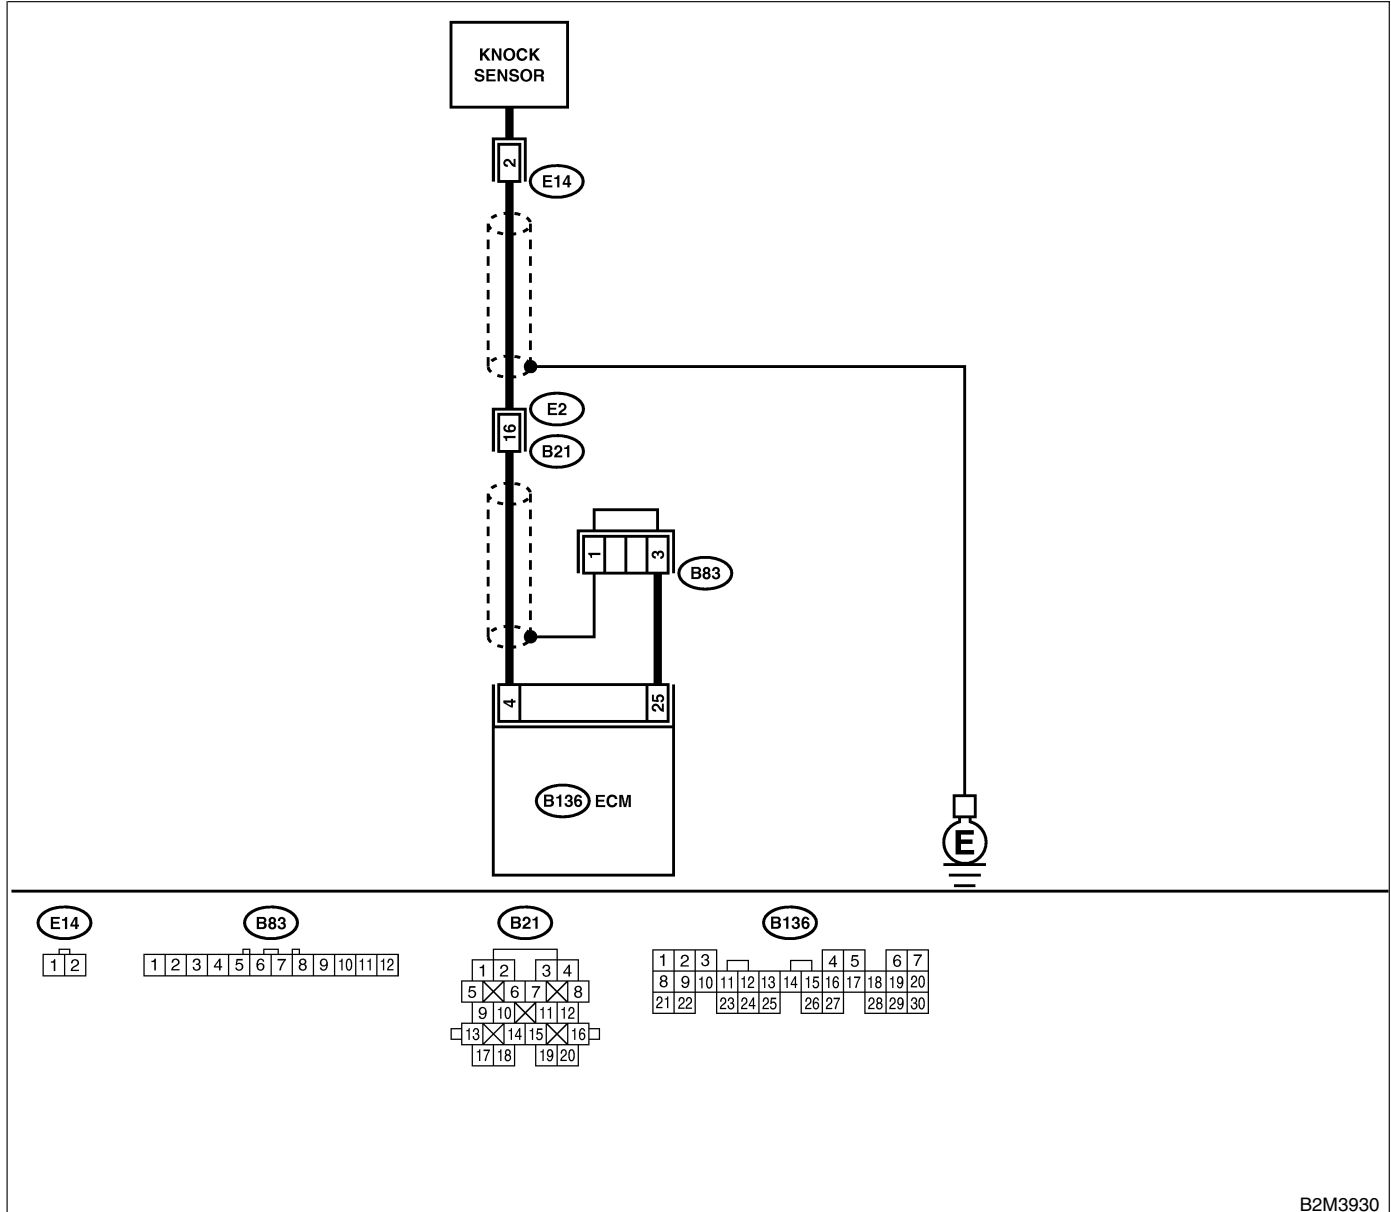 KNOCK
SENSOR
2
E14
E2
16
B21
1 3
B83
4 25
B136 ECM
E
E14 B83 B21 B136
1 2
1 2 3 4 5 6 7 8 9 10 11 12
1 2 3 4
5 6 7 8
9 10 11 12
13 14 15 16
17 18 19 20
1 2 3 4 5 6 7
8 9 10 11 12 13 14 15 16 17 18 19 20
21 22 23 24 25 26 27 28 29 30
B2M3930